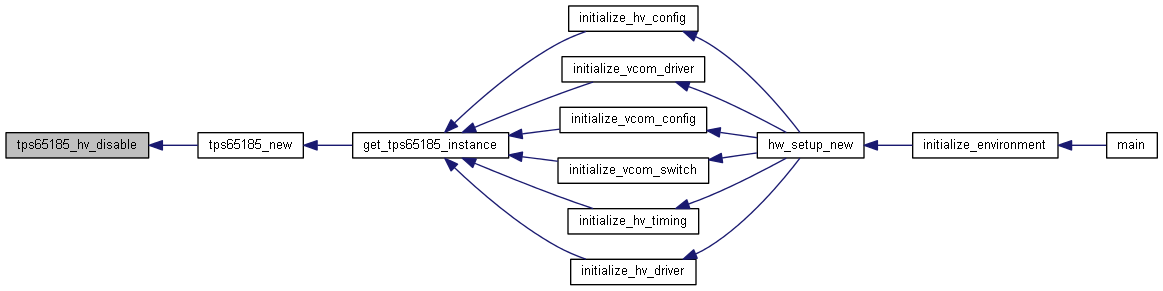 tps65185_hv_disable
tps65185_new
get_tps65185_instance
initialize_hv_config
initialize_vcom_driver
initialize_vcom_config
initialize_vcom_switch
initialize_hv_timing
initialize_hv_driver
hw_setup_new
initialize_environment
main